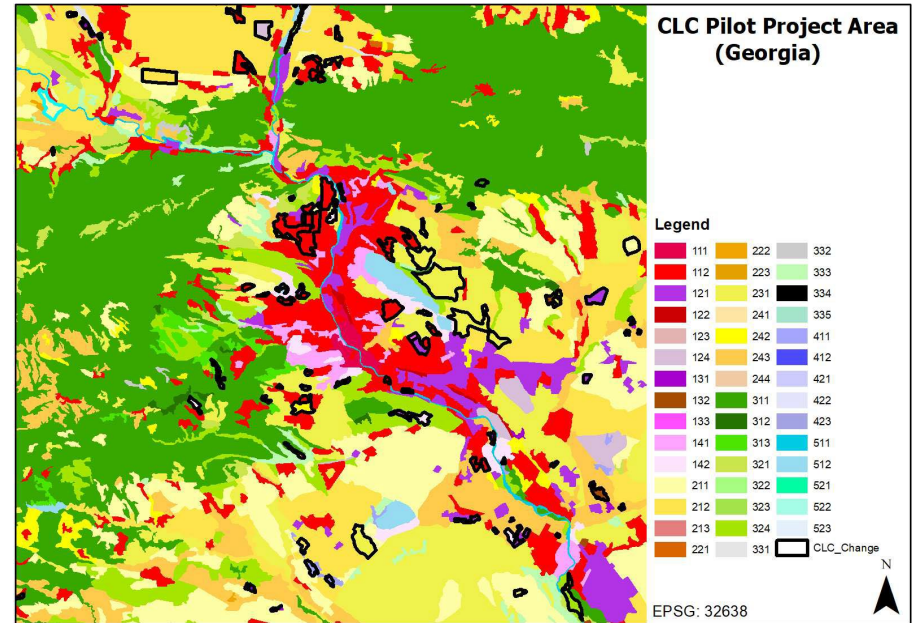 CLC Pilot Project Area
(Georgia)
Legend
111 222 332
112 223 333
121 231 334
122 241 335
123 242 411
124 243 412
131 244 421
132 311 422
133 312 423
141 313 511
142 321 512
211 322 521
212 323 522
213 324 523
221 331 CLC_Change
N
EPSG: 32638